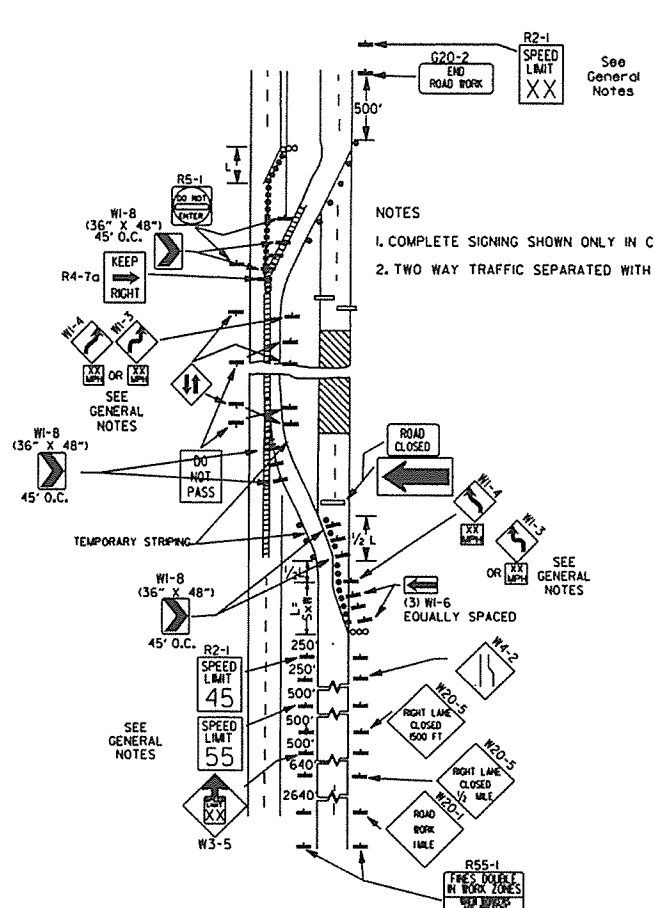 R2-1
SPEED
LIMIT
XX
See
General
Notes
G20-2
END
ROAD WORK
500'
L
R5-1
DO NOT
ENTER
W1-8
(36" X 48")
45' O.C.
R4-7a
KEEP
RIGHT
NOTES
1. COMPLETE SIGNING SHOWN ONLY IN C
2. TWO WAY TRAFFIC SEPARATED WITH
W1-4
W1-3
XX
MPH
OR
XX
MPH
SEE
GENERAL
NOTES
W1-8
(36" X 48")
45' O.C.
DO
NOT
PASS
ROAD
CLOSED
W1-4
XX
MPH
W1-3
OR
XX
MPH
SEE
GENERAL
NOTES
TEMPORARY STRIPING
1/2 L
1/2 L
L=
S x W
W1-8
(36" X 48")
45' O.C.
(3) W1-6
EQUALLY SPACED
R2-1
SPEED
LIMIT
45
250'
250'
500'
500'
500'
640'
2640'
W4-2
SEE
GENERAL
NOTES
SPEED
LIMIT
55
W20-5
RIGHT LANE
CLOSED
1500 FT
W20-5
RIGHT LANE
CLOSED
1/2 MILE
XX
W3-5
W20-1
ROAD
WORK
1 MILE
R55-1
FINES DOUBLE
IN WORK ZONES
WHEN WORKERS